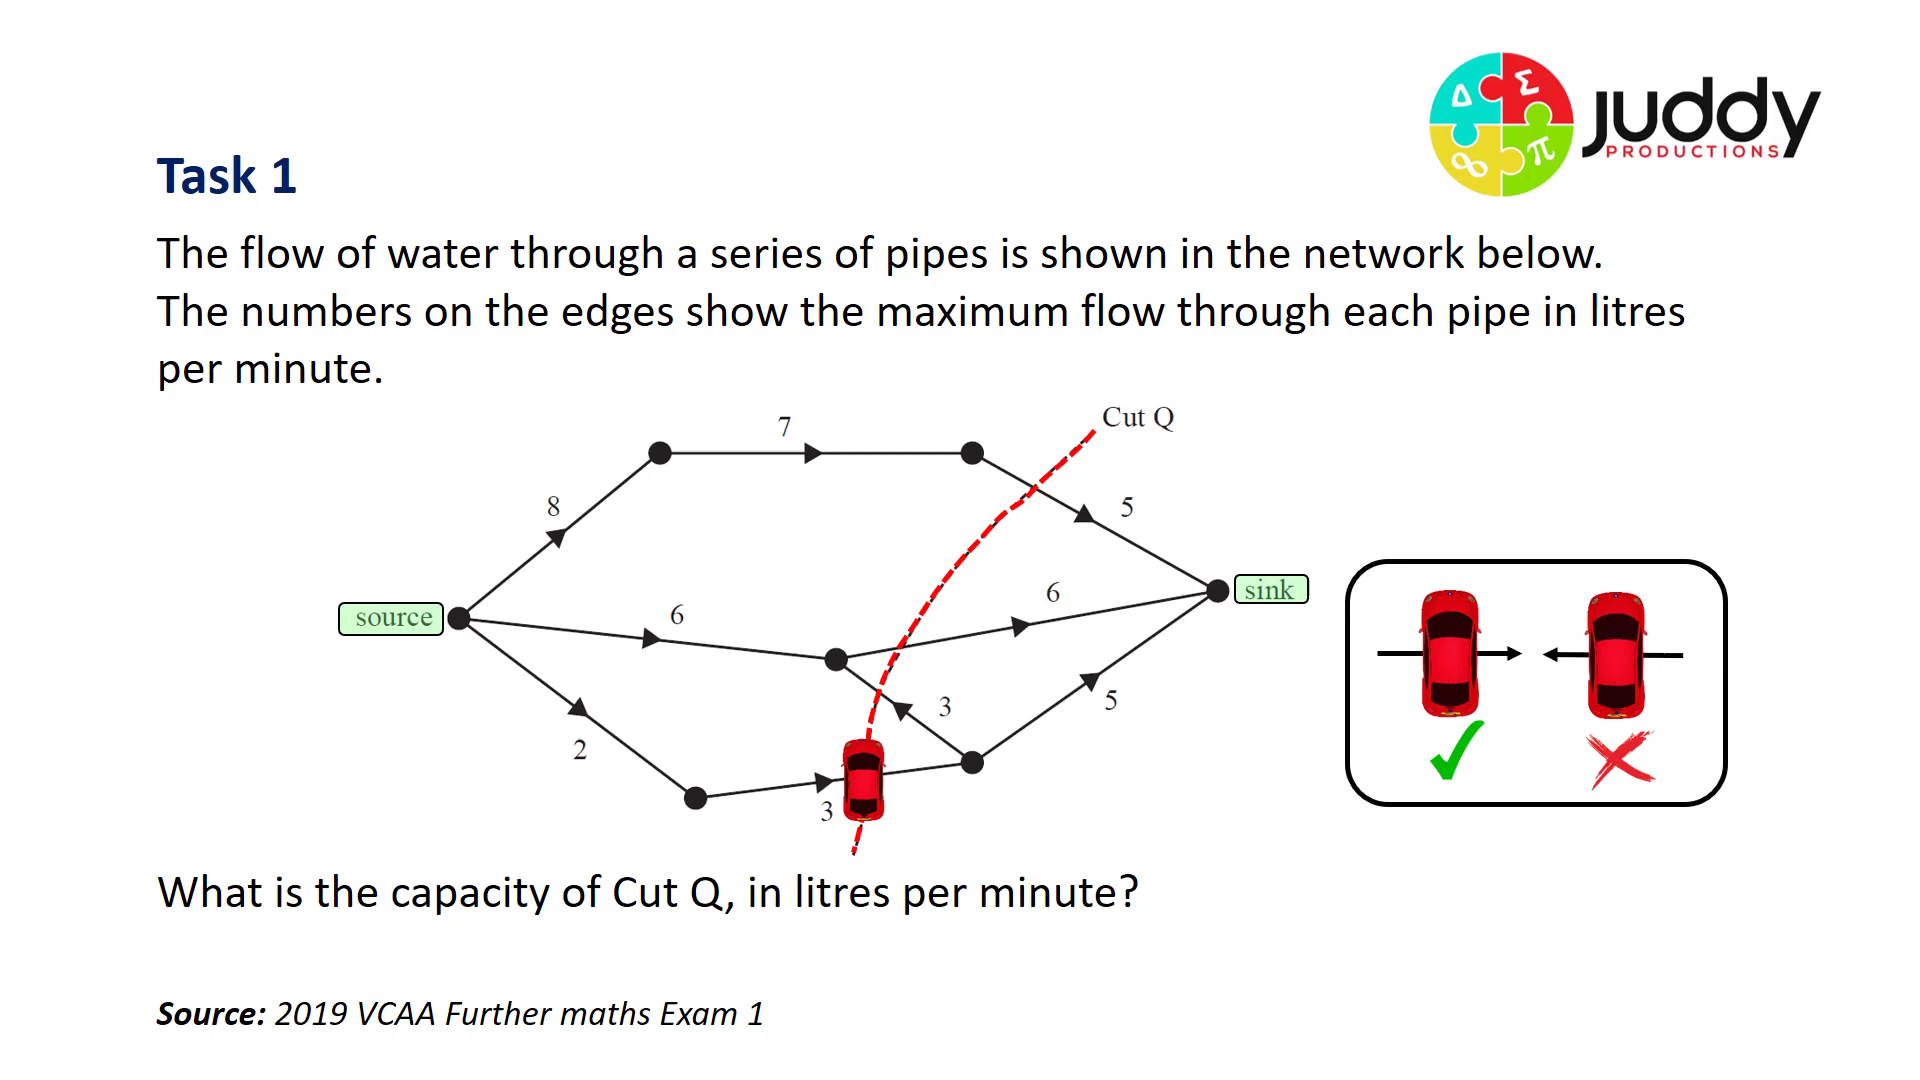 Δ Σ
∞ π
juddy
PRODUCTIONS
Task 1
The flow of water through a series of pipes is shown in the network below.
The numbers on the edges show the maximum flow through each pipe in litres
per minute.
Cut Q
7
8
5
source
6
6
sink
2
3
5
3
What is the capacity of Cut Q, in litres per minute?
Source: 2019 VCAA Further maths Exam 1